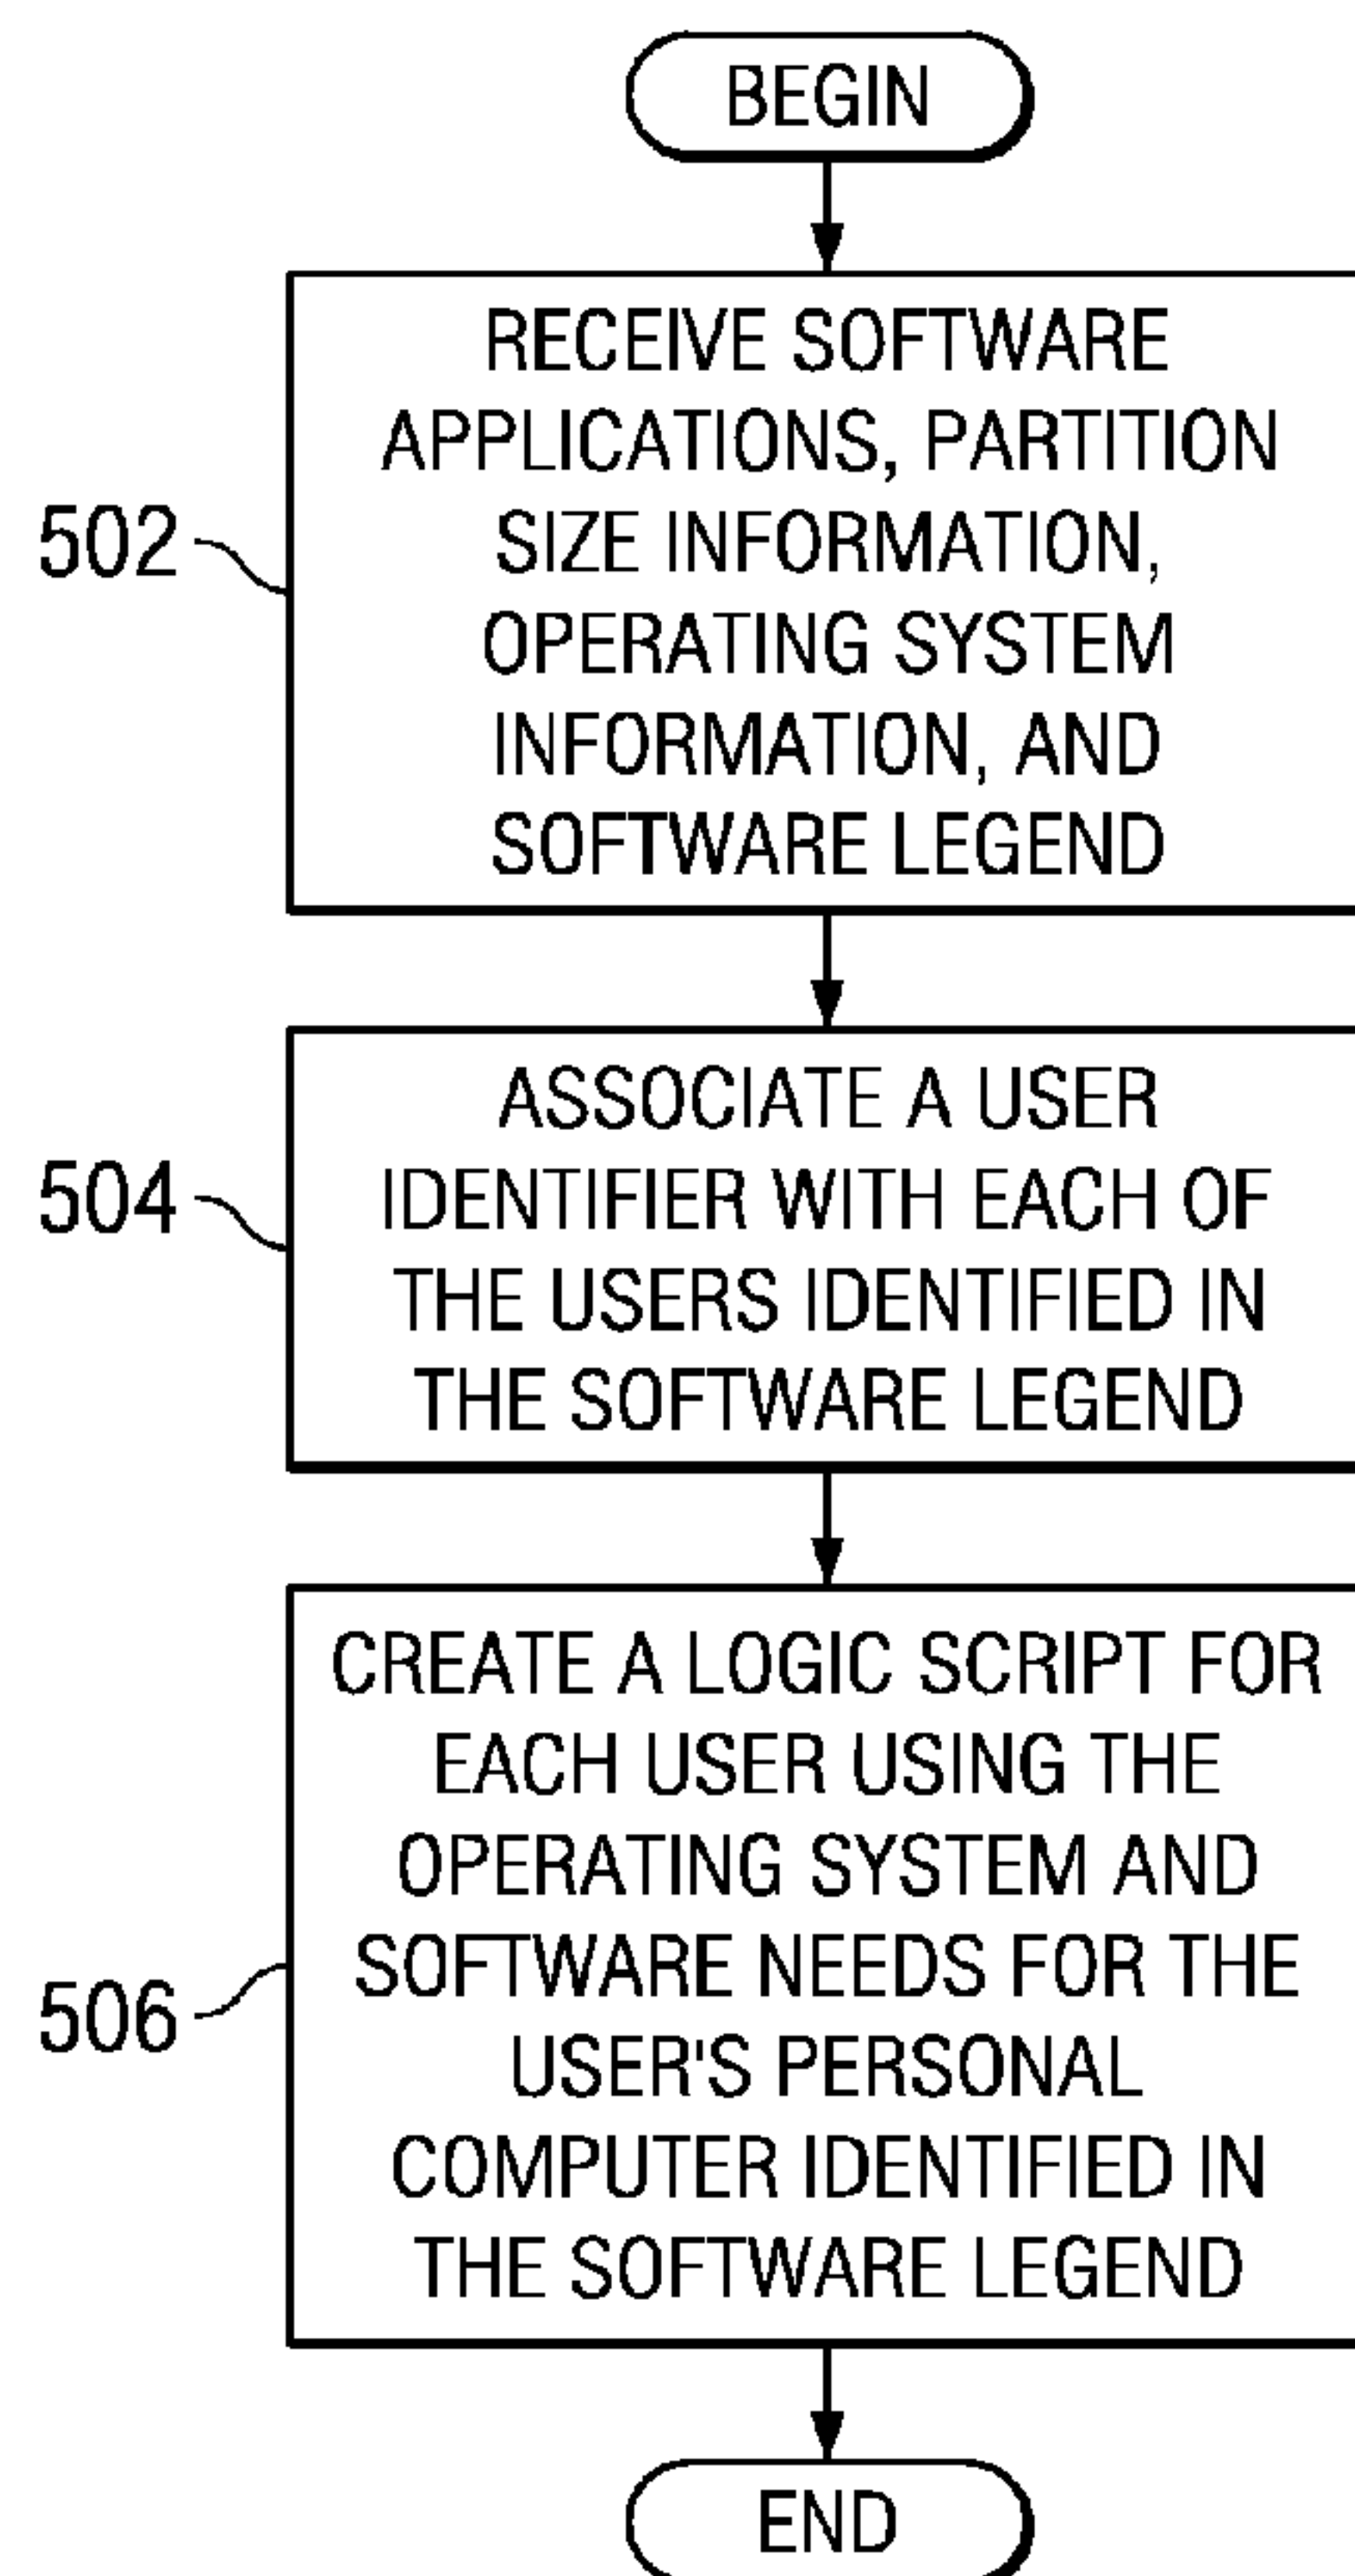 BEGIN
502
RECEIVE SOFTWARE
APPLICATIONS, PARTITION
SIZE INFORMATION,
OPERATING SYSTEM
INFORMATION, AND
SOFTWARE LEGEND
504
ASSOCIATE A USER
IDENTIFIER WITH EACH OF
THE USERS IDENTIFIED IN
THE SOFTWARE LEGEND
506
CREATE A LOGIC SCRIPT FOR
EACH USER USING THE
OPERATING SYSTEM AND
SOFTWARE NEEDS FOR THE
USER'S PERSONAL
COMPUTER IDENTIFIED IN
THE SOFTWARE LEGEND
END